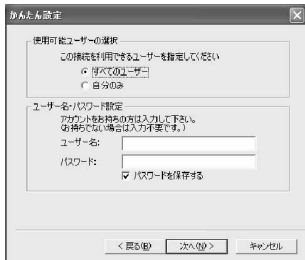 かんたん設定
使用可能ユーザーの選択
この接続を利用できるユーザーを指定してください
すべてのユーザー
自分のみ
ユーザー名・パスワード設定
アカウントをお持ちの方は入力して下さい。
(お持ちでない場合は入力不要です。)
ユーザー名:
パスワード:
パスワードを保存する
< 戻る(B)
次へ(N) >
キャンセル